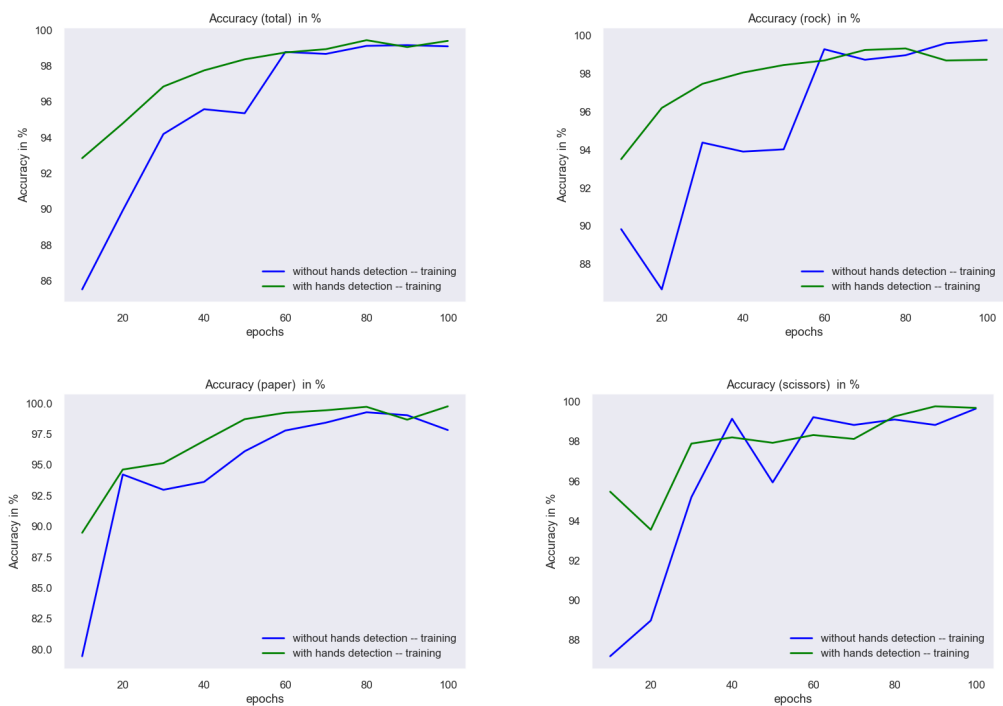 Accuracy (total)  in %
100
98
96
94
92
90
88
86
Accuracy in %
without hands detection -- training
with hands detection -- training
20
40
60
80
100
epochs
Accuracy (rock)  in %
100
98
96
94
92
90
88
Accuracy in %
without hands detection -- training
with hands detection -- training
20
40
60
80
100
epochs
Accuracy (paper)  in %
100.0
97.5
95.0
92.5
90.0
87.5
85.0
82.5
80.0
Accuracy in %
without hands detection -- training
with hands detection -- training
20
40
60
80
100
epochs
Accuracy (scissors)  in %
100
98
96
94
92
90
88
Accuracy in %
without hands detection -- training
with hands detection -- training
20
40
60
80
100
epochs